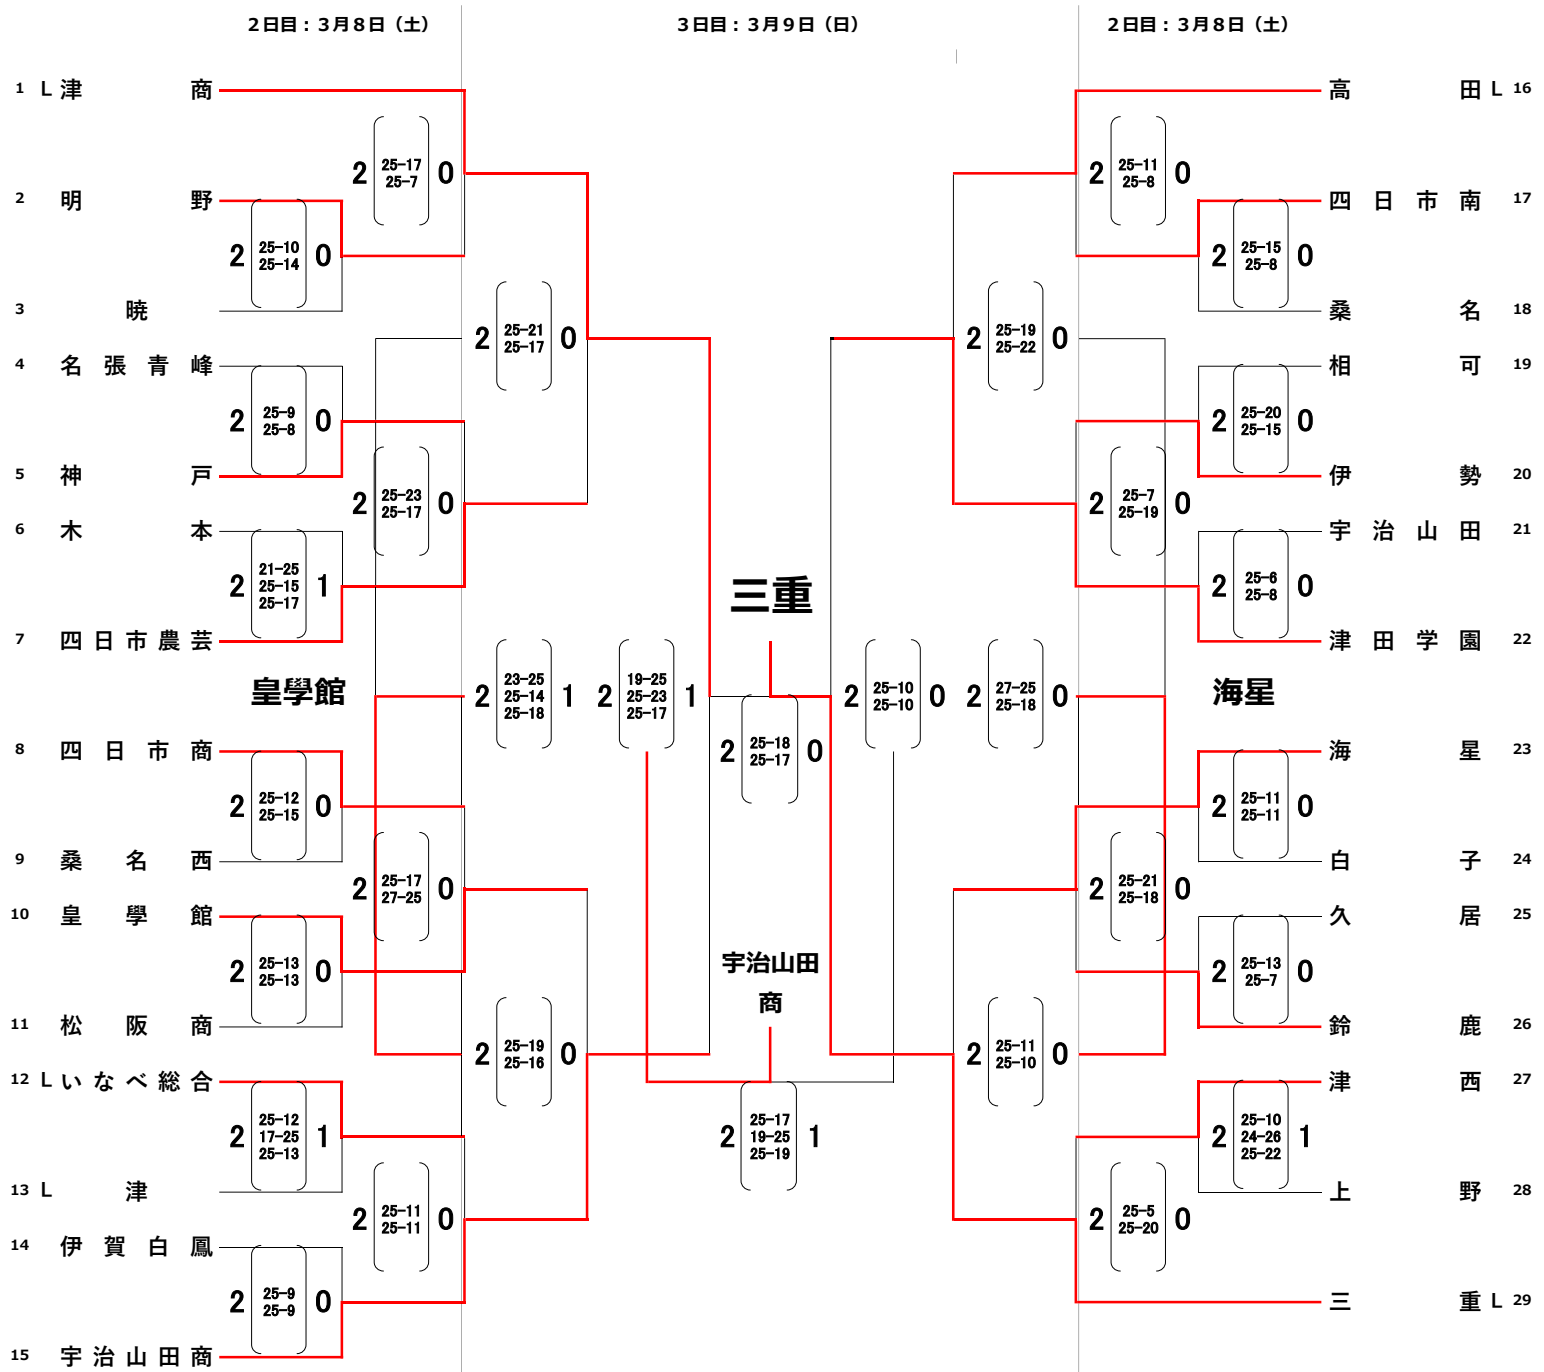 2日目：3月8日（土）
3日目：3月9日（日）
2日目：3月8日（土）
1 L 津商
2 明野
3 暁
4 名張青峰
5 神戸
6 木本
7 四日市農芸
皇學館
8 四日市商
9 桑名西
10 皇學館
11 松阪商
12 L いなべ総合
13 L 津
14 伊賀白鳳
15 宇治山田商
2 25-10 0
25-14
2 25-9 0
25-8
2 21-25 1
25-15
25-17
2 25-12 0
25-15
2 25-13 0
25-13
2 25-12 1
17-25
25-13
2 25-9 0
25-9
2 25-17 0
25-7
2 25-23 0
25-17
2 25-17 0
27-25
2 25-11 0
25-11
2 25-21 0
25-17
2 23-25 1
25-14
25-18
2 25-19 0
25-16
2 19-25 1
25-23
25-17
三重
2 25-18 0
25-17
宇治山田
商
2 25-17 1
19-25
25-19
2 25-10 0
25-10
2 25-19 0
25-22
2 27-25 0
25-18
2 25-11 0
25-10
2 25-11 0
25-8
2 25-7 0
25-19
2 25-21 0
25-18
2 25-5 0
25-20
2 25-15 0
25-8
2 25-20 0
25-15
2 25-6 0
25-8
2 25-11 0
25-11
2 25-13 0
25-7
2 25-10 1
24-26
25-22
高田 L 16
四日市南 17
桑名 18
相可 19
伊勢 20
宇治山田 21
津田学園 22
海星
海星 23
白子 24
久居 25
鈴鹿 26
津西 27
上野 28
三重 L 29